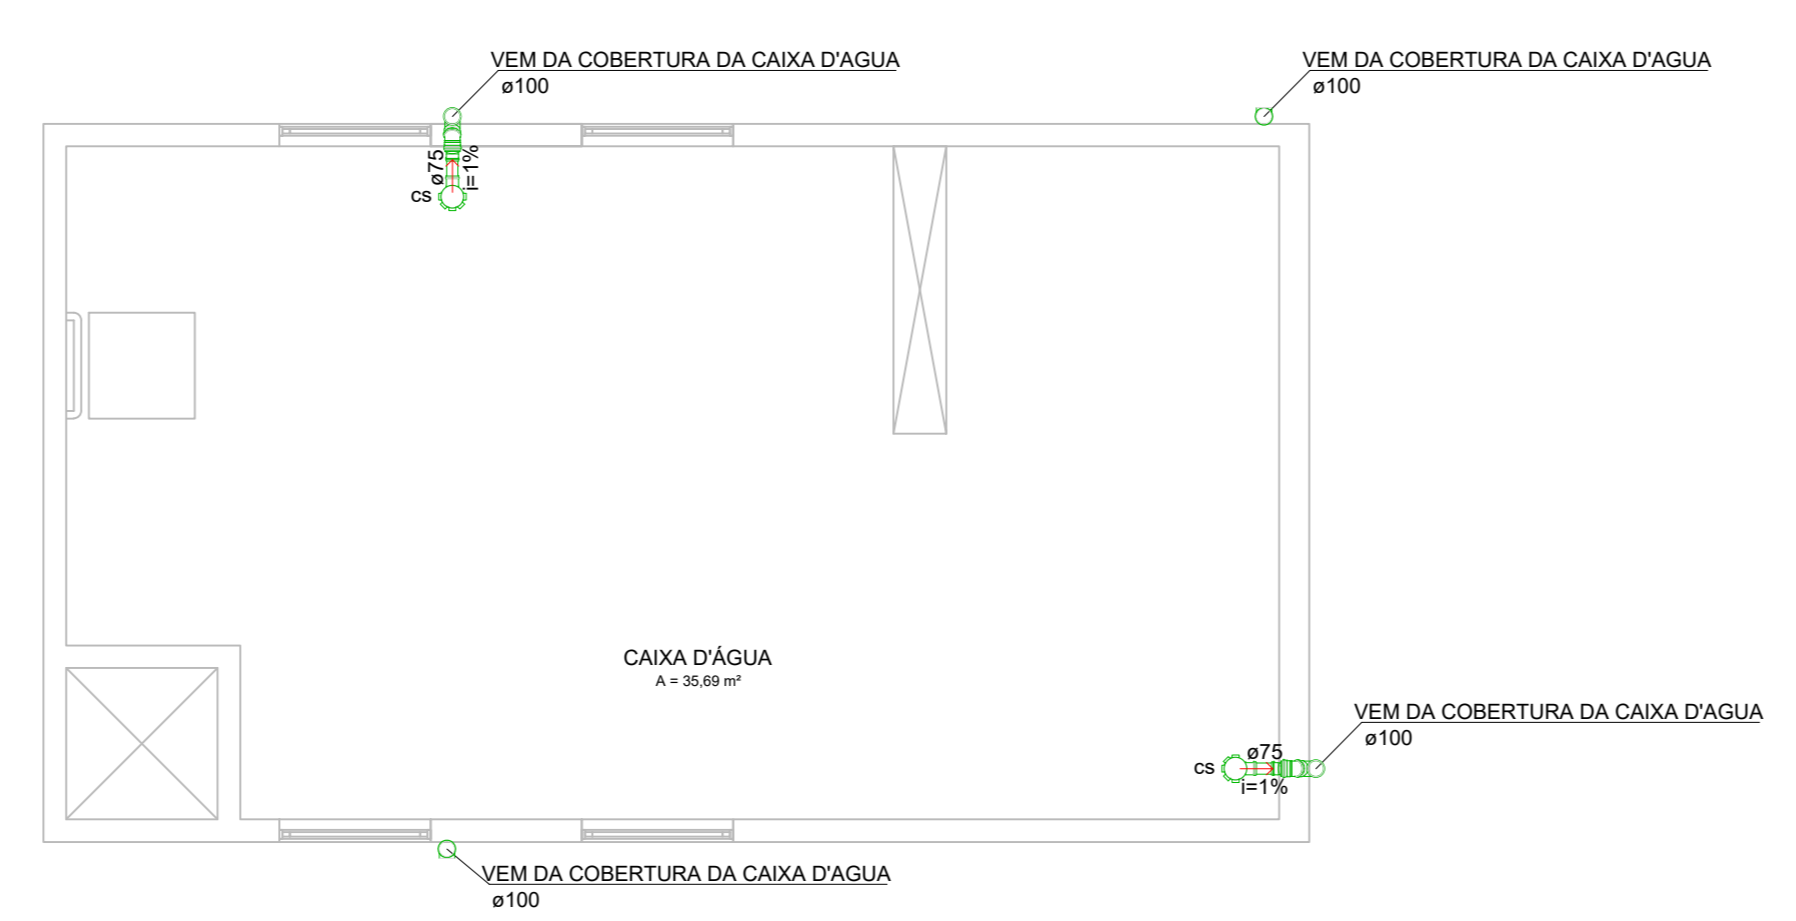 VEM DA COBERTURA DA CAIXA D'AGUA
ø100
VEM DA COBERTURA DA CAIXA D'AGUA
ø100
ø75
i=1%
cs
CAIXA D'ÁGUA
A = 35,69 m²
VEM DA COBERTURA DA CAIXA D'AGUA
ø100
ø75
cs
i=1%
VEM DA COBERTURA DA CAIXA D'AGUA
ø100